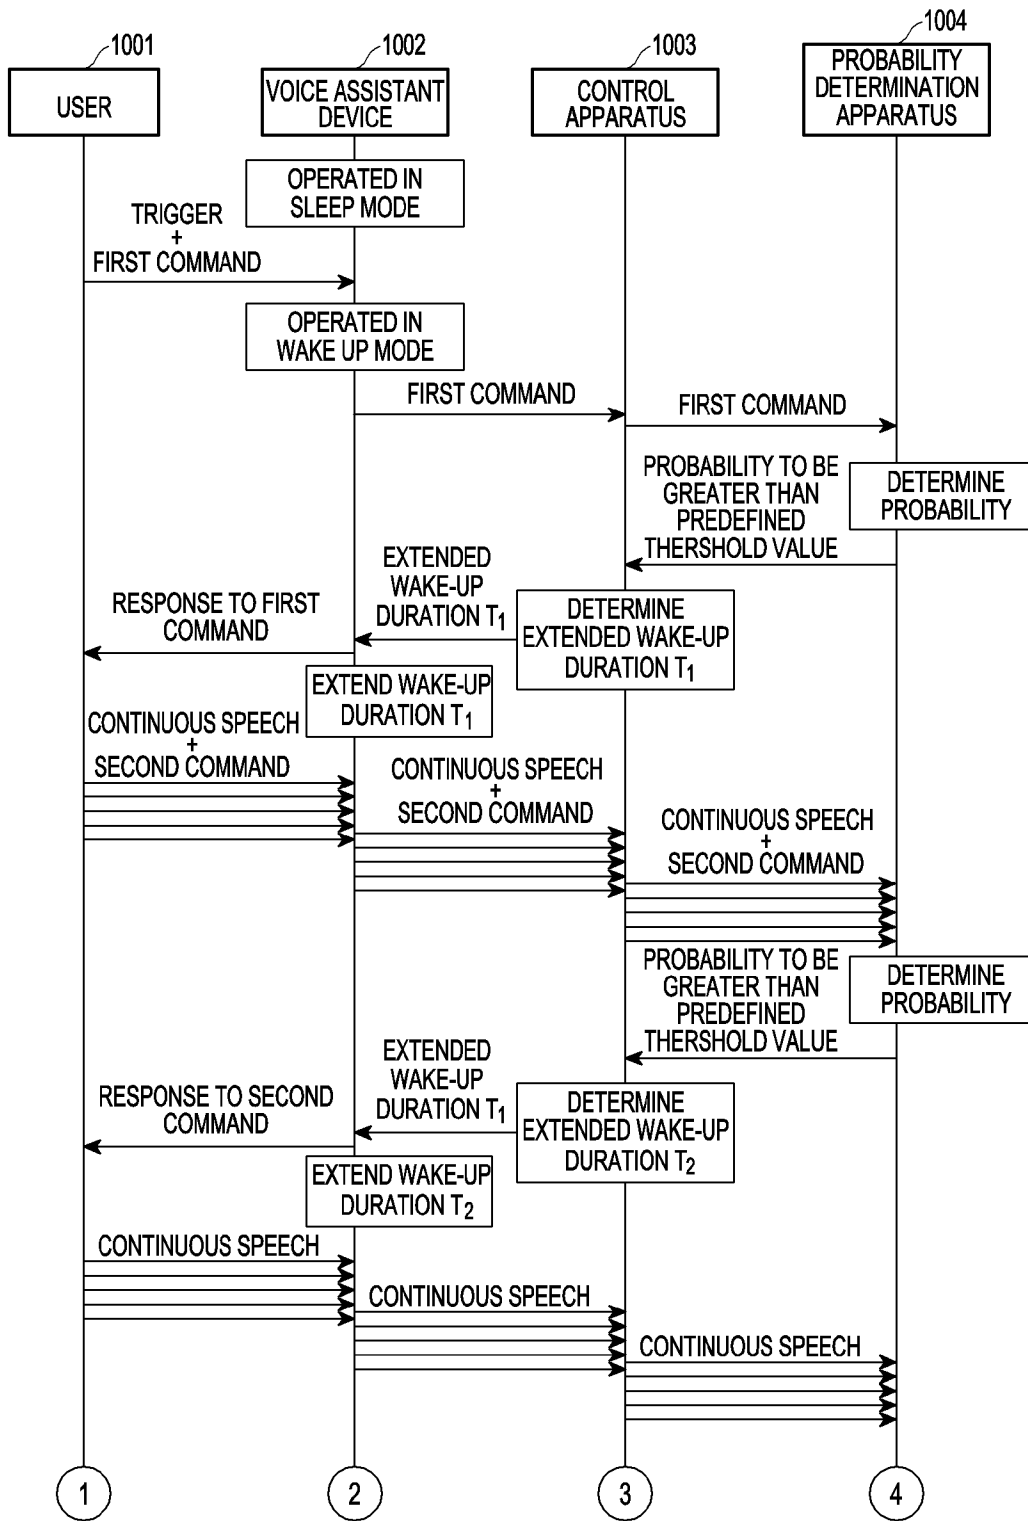 1001
1002
1003
1004
USER
VOICE ASSISTANT
DEVICE
CONTROL
APPARATUS
PROBABILITY
DETERMINATION
APPARATUS
OPERATED IN
SLEEP MODE
TRIGGER
+
FIRST COMMAND
OPERATED IN
WAKE UP MODE
FIRST COMMAND
FIRST COMMAND
PROBABILITY TO BE
GREATER THAN
PREDEFINED
THERSHOLD VALUE
DETERMINE
PROBABILITY
EXTENDED
WAKE-UP
DURATION T1
DETERMINE
EXTENDED WAKE-UP
DURATION T1
RESPONSE TO FIRST
COMMAND
EXTEND WAKE-UP
DURATION T1
CONTINUOUS SPEECH
+
SECOND COMMAND
CONTINUOUS SPEECH
+
SECOND COMMAND
CONTINUOUS SPEECH
+
SECOND COMMAND
PROBABILITY TO BE
GREATER THAN
PREDEFINED
THERSHOLD VALUE
DETERMINE
PROBABILITY
EXTENDED
WAKE-UP
DURATION T1
DETERMINE
EXTENDED WAKE-UP
DURATION T2
RESPONSE TO SECOND
COMMAND
EXTEND WAKE-UP
DURATION T2
CONTINUOUS SPEECH
CONTINUOUS SPEECH
CONTINUOUS SPEECH
1
2
3
4